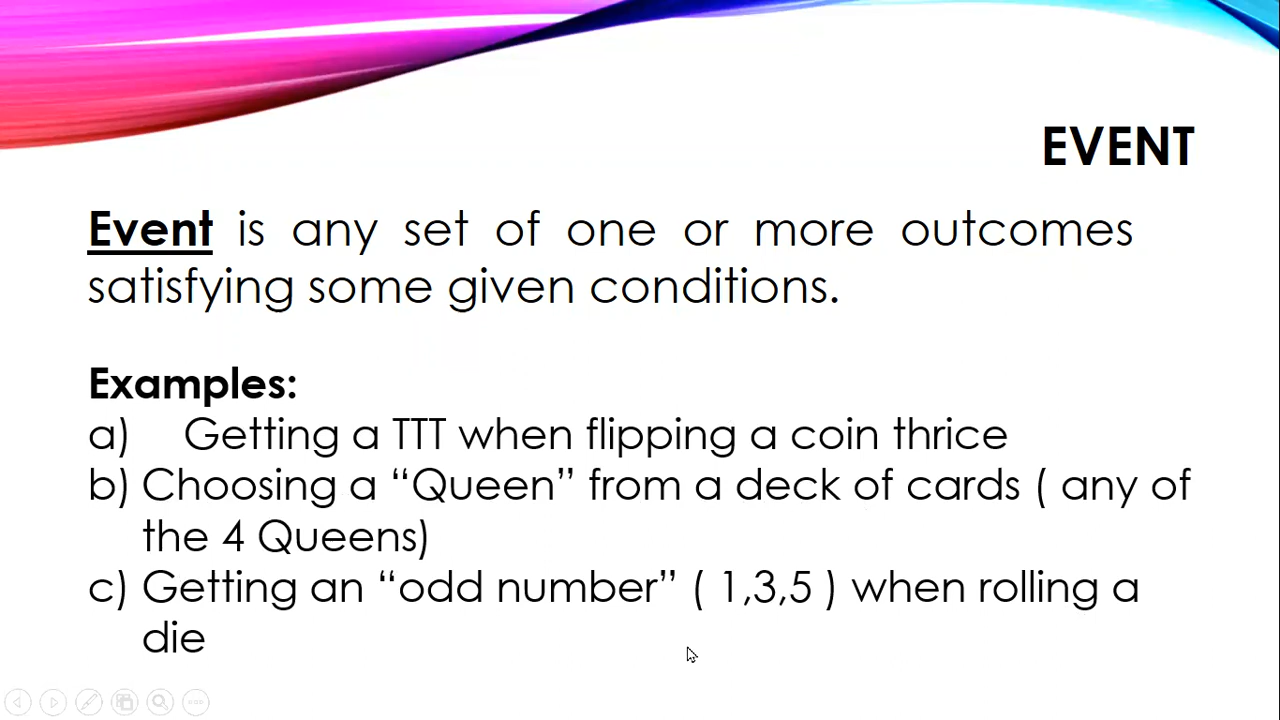 EVENT
Event is any set of one or more outcomes
satisfying some given conditions.
Examples:
a) Getting a TTT when flipping a coin thrice
b) Choosing a “Queen” from a deck of cards ( any of
the 4 Queens)
c) Getting an “odd number” ( 1,3,5 ) when rolling a
die